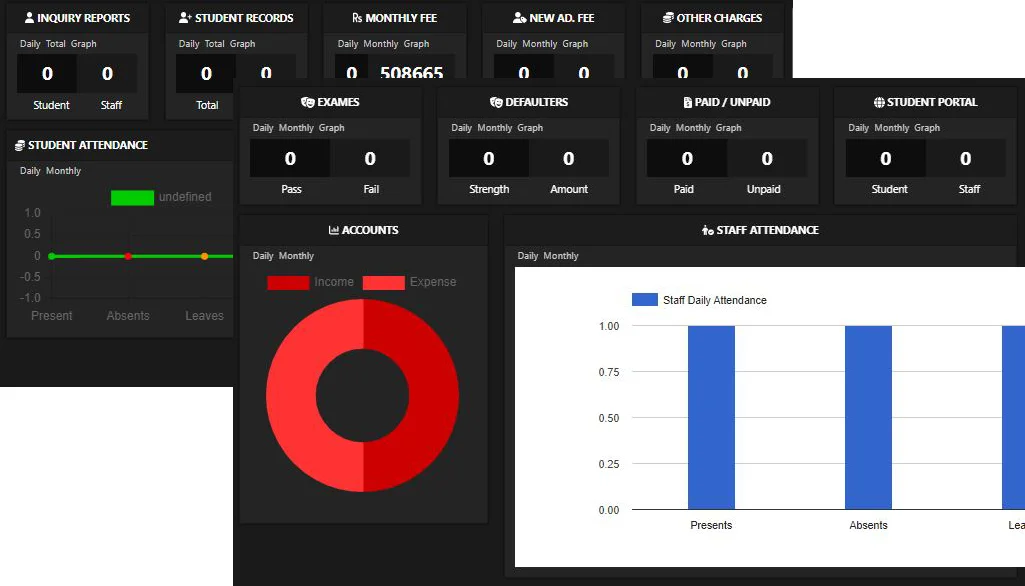 INQUIRY REPORTS
Daily Total Graph
0 0
Student Staff
STUDENT RECORDS
Daily Total Graph
0 0
Total
Rs MONTHLY FEE
Daily Monthly Graph
0 508665
NEW AD. FEE
Daily Monthly Graph
0 0
OTHER CHARGES
Daily Monthly Graph
0 0
STUDENT ATTENDANCE
Daily Monthly
undefined
1.0
0.5
0
-0.5
-1.0
Present Absents Leaves
EXAMES
Daily Monthly Graph
0 0
Pass Fail
DEFAULTERS
Daily Monthly Graph
0 0
Strength Amount
PAID / UNPAID
Daily Monthly Graph
0 0
Paid Unpaid
STUDENT PORTAL
Daily Monthly Graph
0 0
Student Staff
ACCOUNTS
Daily Monthly
Income Expense
STAFF ATTENDANCE
Daily Monthly
Staff Daily Attendance
1.00
0.75
0.50
0.25
0.00
Presents Absents Lea